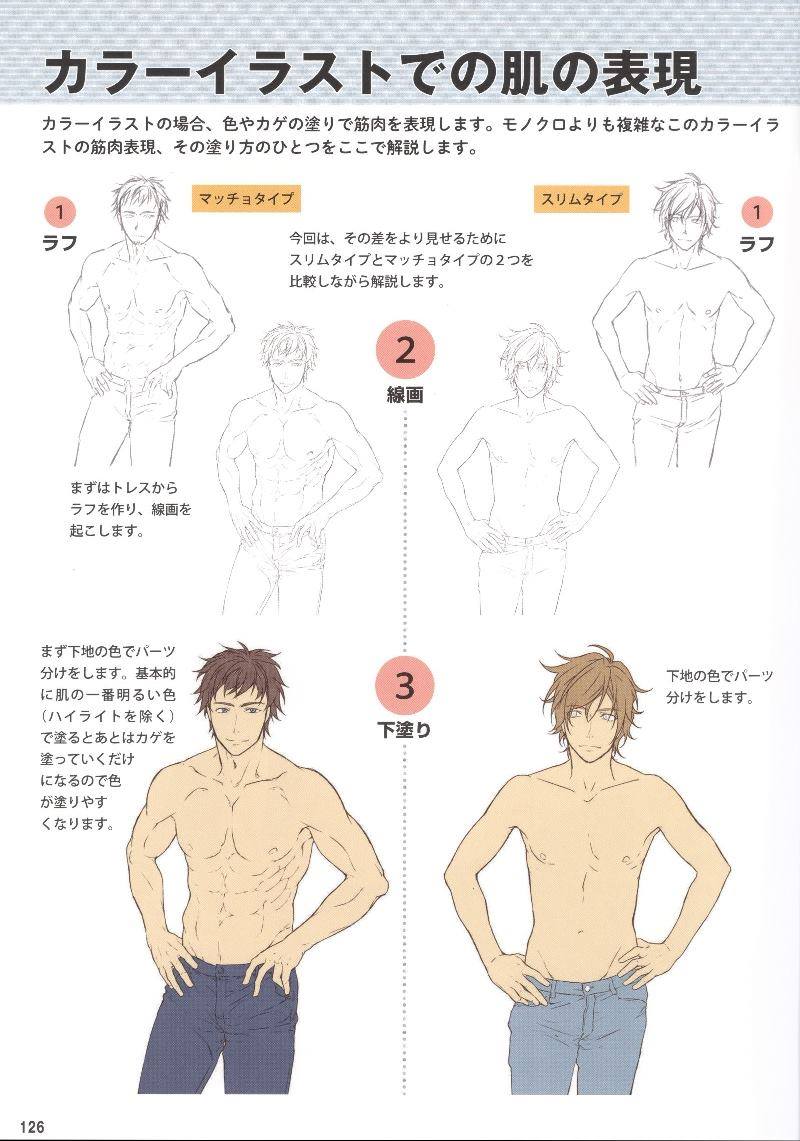 カラーイラストでの肌の表現
カラーイラストの場合、色やカゲの塗りで筋肉を表現します。モノクロよりも複雑なこのカラーイラ
ストの筋肉表現、その塗り方のひとつをここで解説します。
1
ラフ
マッチョタイプ
スリムタイプ
1
ラフ
今回は、その差をより見せるために
スリムタイプとマッチョタイプの2つを
比較しながら解説します。
2
線画
まずはトレスから
ラフを作り、線画を
起こします。
まず下地の色でパーツ
分けをします。基本的
に肌の一番明るい色
(ハイライトを除く)
で塗るとあとはカゲを
塗っていくだけ
になるので色
が塗りやす
くなります。
3
下塗り
下地の色でパーツ
分けをします。
126